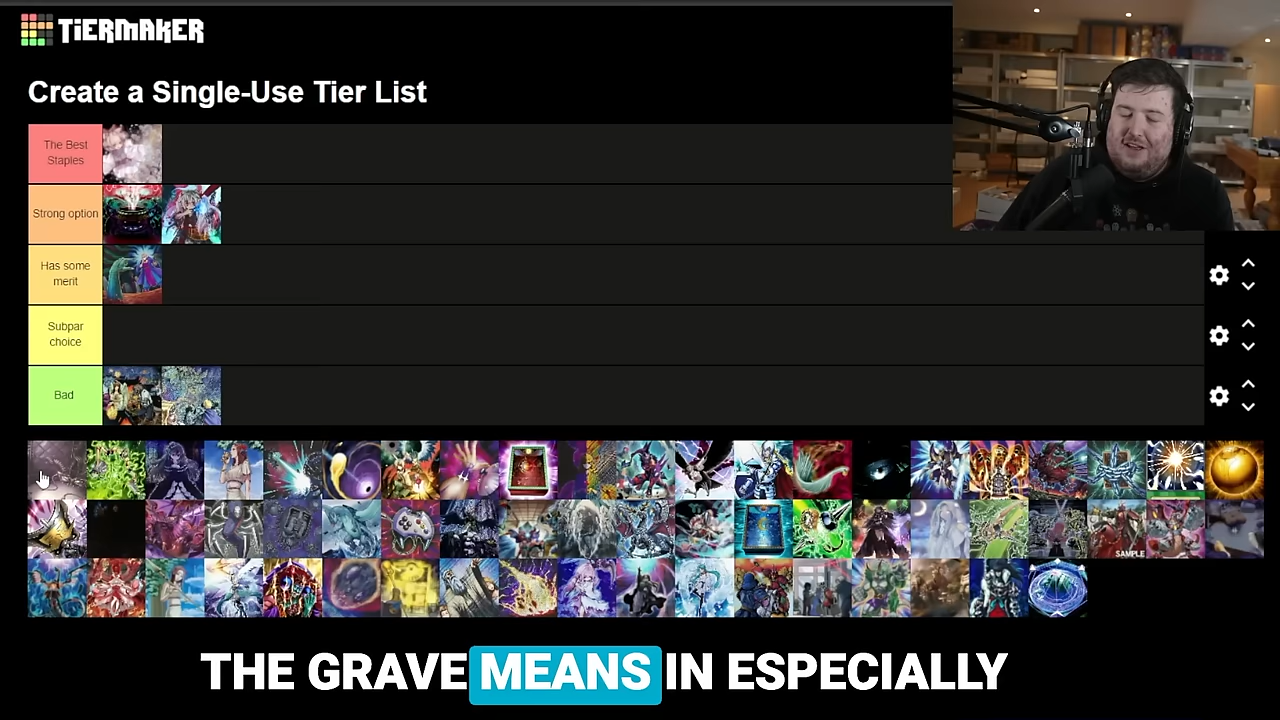 TIERMAKER
Create a Single-Use Tier List
The Best
Staples
Strong option
Has some
merit
Subpar
choice
Bad
SAMPLE
THE GRAVE MEANS IN ESPECIALLY